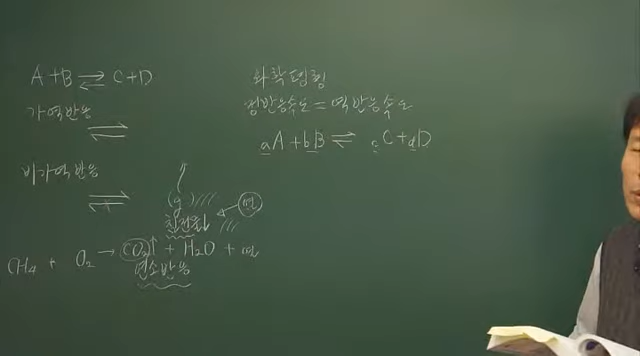 A+B ⇌ C+D
가역반응
⇌
비가역반응
⇌
(g)
침전물
열
CH4 + O2 → CO2↑ + H2O + 열
연소반응
화학평형
정반응속도 = 역반응속도
aA + bB ⇌ cC + dD